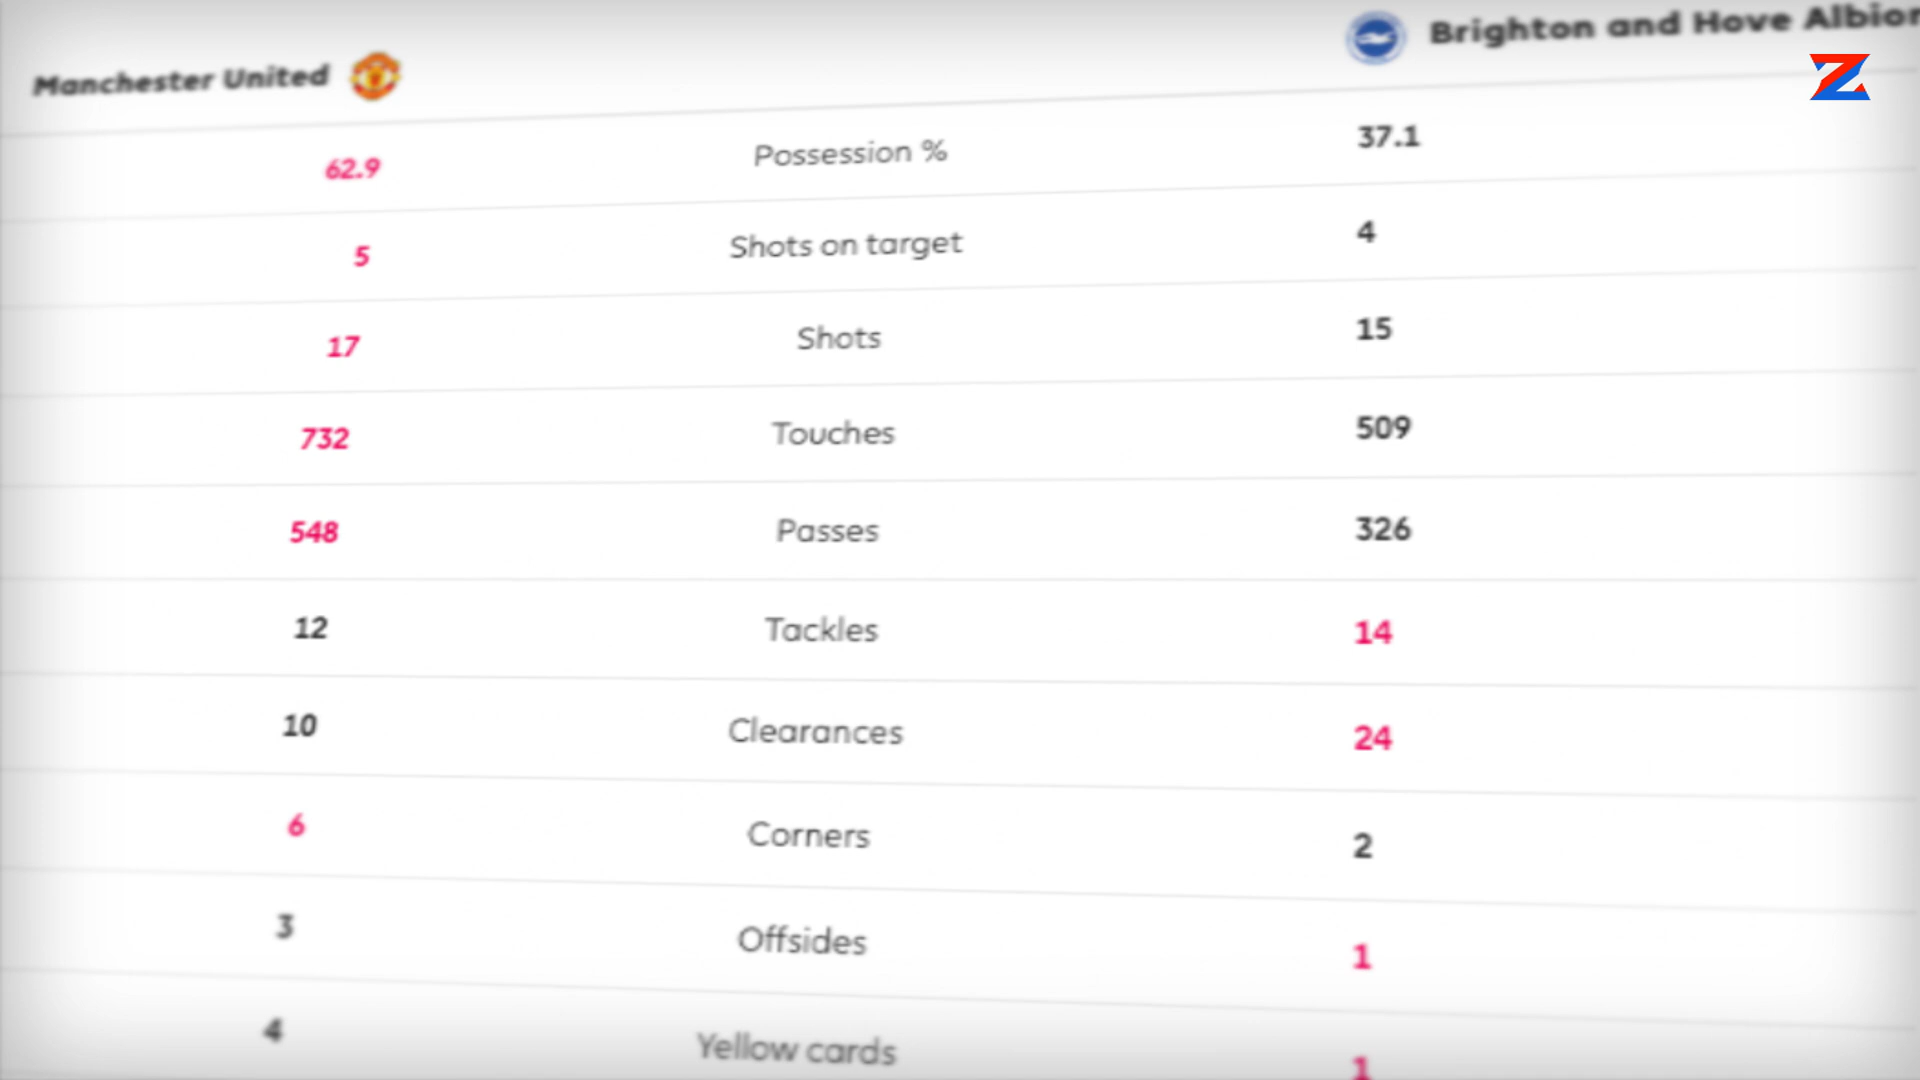 Manchester United Brighton and Hove Albion
62.9 Possession % 37.1
5 Shots on target 4
17 Shots 15
732 Touches 509
548 Passes 326
12 Tackles 14
10 Clearances 24
6 Corners 2
3 Offsides 1
4 Yellow cards 1
Z